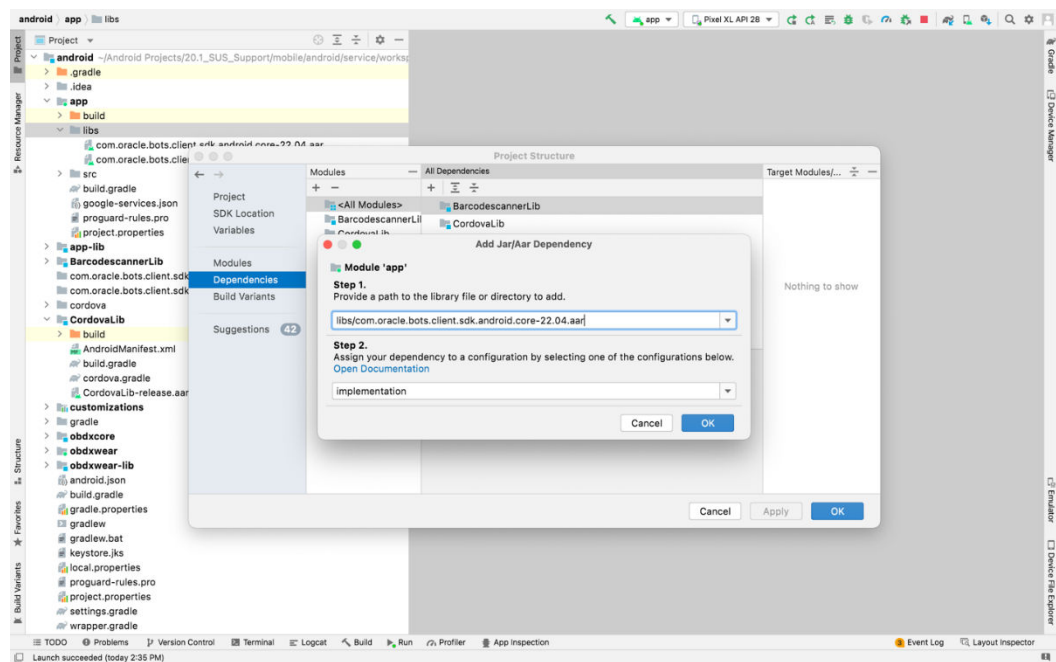 android app libs
app
Pixel XL API 28
Project
android ~/Android Projects/20.1_SUS_Support/mobile/android/service/worksp
.gradle
.idea
app
build
libs
com.oracle.bots.client.sdk.android.core-22.04.aar
com.oracle.bots.clie
src
build.gradle
google-services.json
proguard-rules.pro
project.properties
app-lib
BarcodescannerLib
com.oracle.bots.client.sdk
com.oracle.bots.client.sdk
cordova
CordovaLib
build
AndroidManifest.xml
build.gradle
cordova.gradle
CordovaLib-release.aar
customizations
gradle
obdxcore
obdxwear
obdxwear-lib
android.json
build.gradle
gradle.properties
gradlew
gradlew.bat
keystore.jks
local.properties
proguard-rules.pro
project.properties
settings.gradle
wrapper.gradle
Project
Resource Manager
Structure
Favorites
Build Variants
Project Structure
Project
SDK Location
Variables
Modules
Dependencies
Build Variants
Suggestions 42
Modules
<All Modules>
BarcodescannerLi
CordovaLib
All Dependencies
BarcodescannerLib
CordovaLib
Target Modules/...
Nothing to show
Add Jar/Aar Dependency
Module 'app'
Step 1.
Provide a path to the library file or directory to add.
libs/com.oracle.bots.client.sdk.android.core-22.04.aar
Step 2.
Assign your dependency to a configuration by selecting one of the configurations below.
Open Documentation
implementation
Cancel OK
Cancel Apply OK
Gradle
Device Manager
Emulator
Device File Explorer
TODO Problems Version Control Terminal Logcat Build Run Profiler App Inspection
3 Event Log Layout Inspector
Launch succeeded (today 2:35 PM)